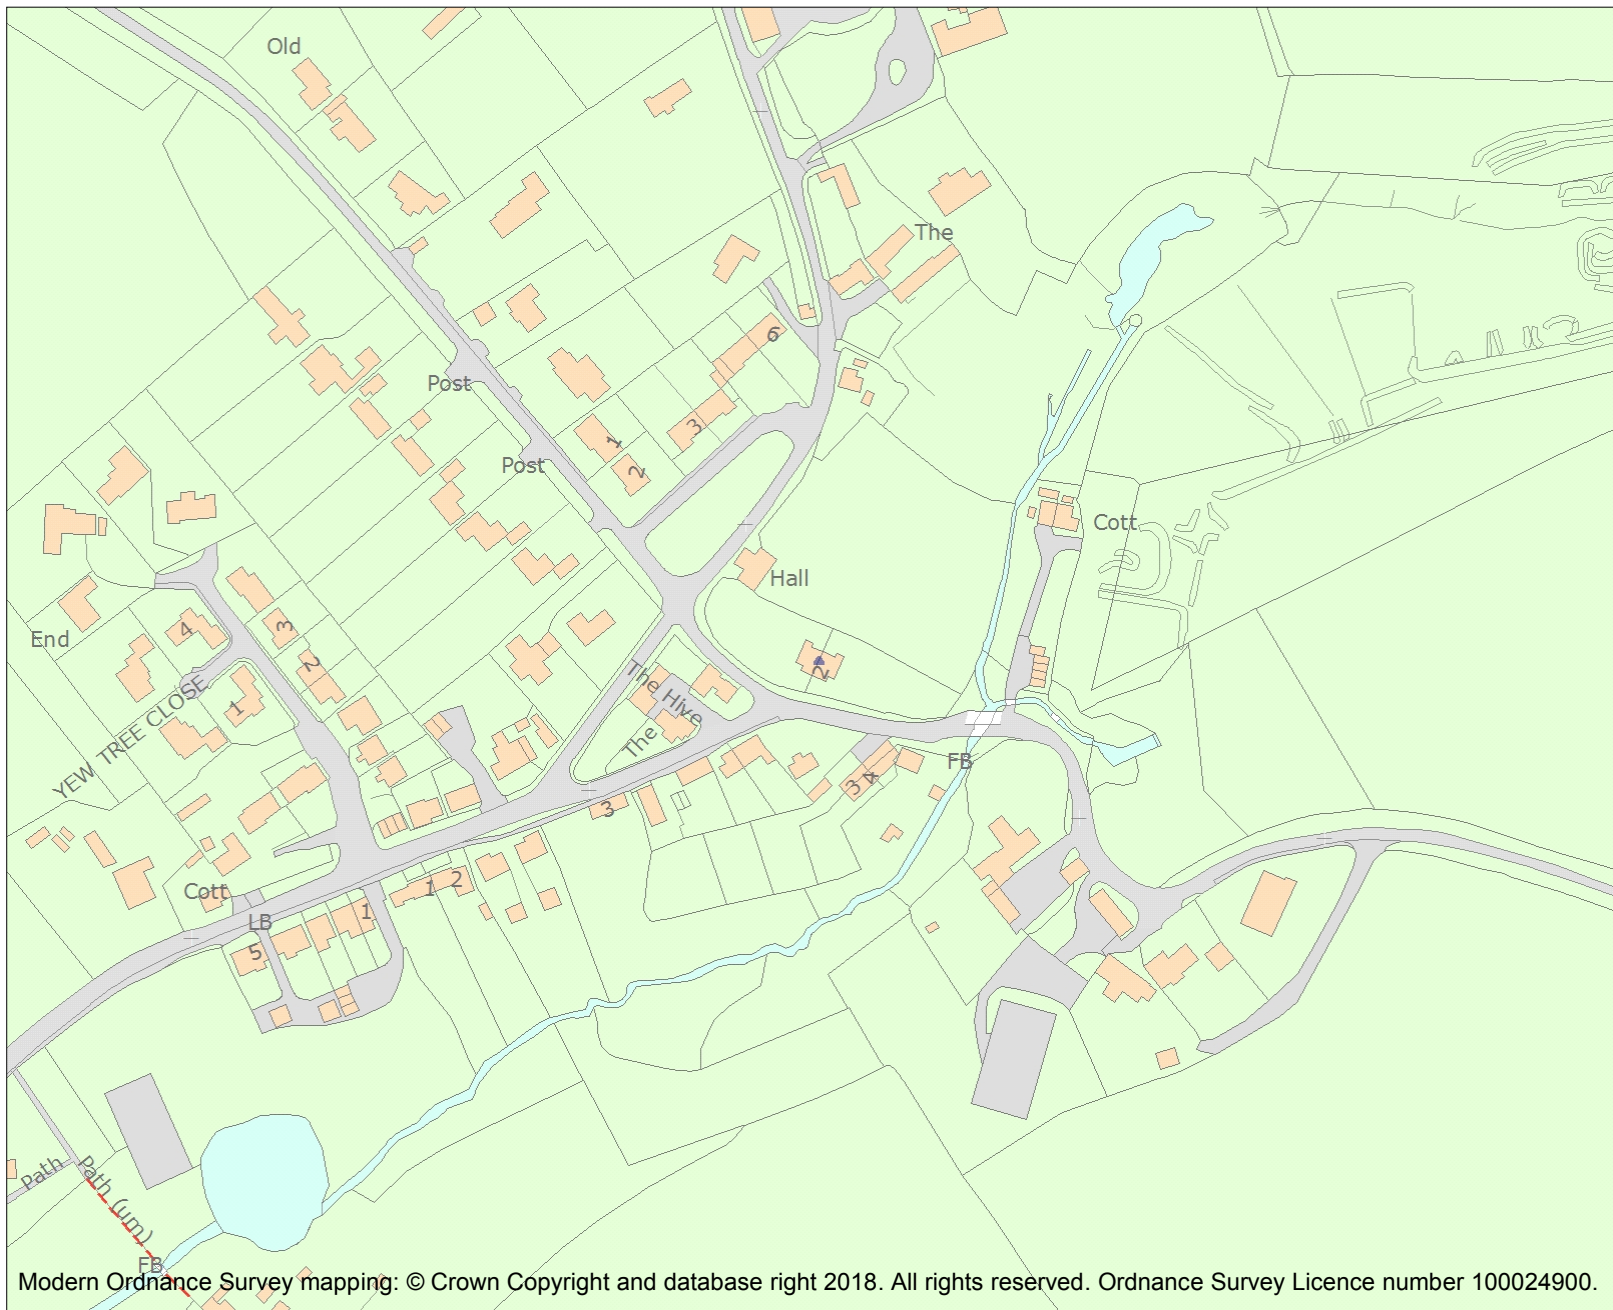 Old
The
6
Post
3
1
Post
2
Cott
Hall
3
End
4
2
2
The Hive
YEW TREE CLOSE
1
The
FB
3
4
3
2
1
Cott
1
LB
5
Path
Path (um)
FB
Modern Ordnance Survey mapping: © Crown Copyright and database right 2018. All rights reserved. Ordnance Survey Licence number 100024900.